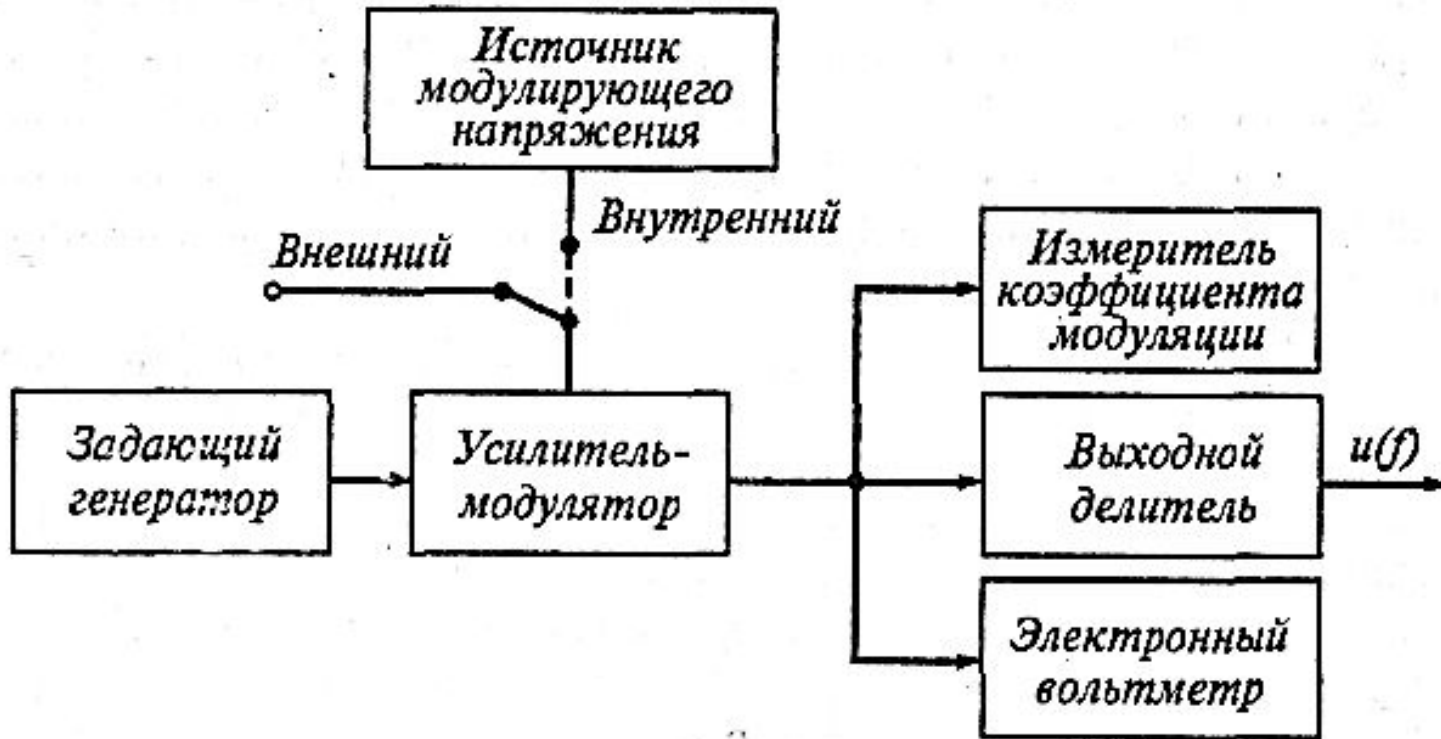 Источник
модулирующего
напряжения
Внутренний
Внешний
Измеритель
коэффициента
модуляции
Задающий
генератор
Усилитель-
модулятор
Выходной
делитель
u(f)
Электронный
вольтметр